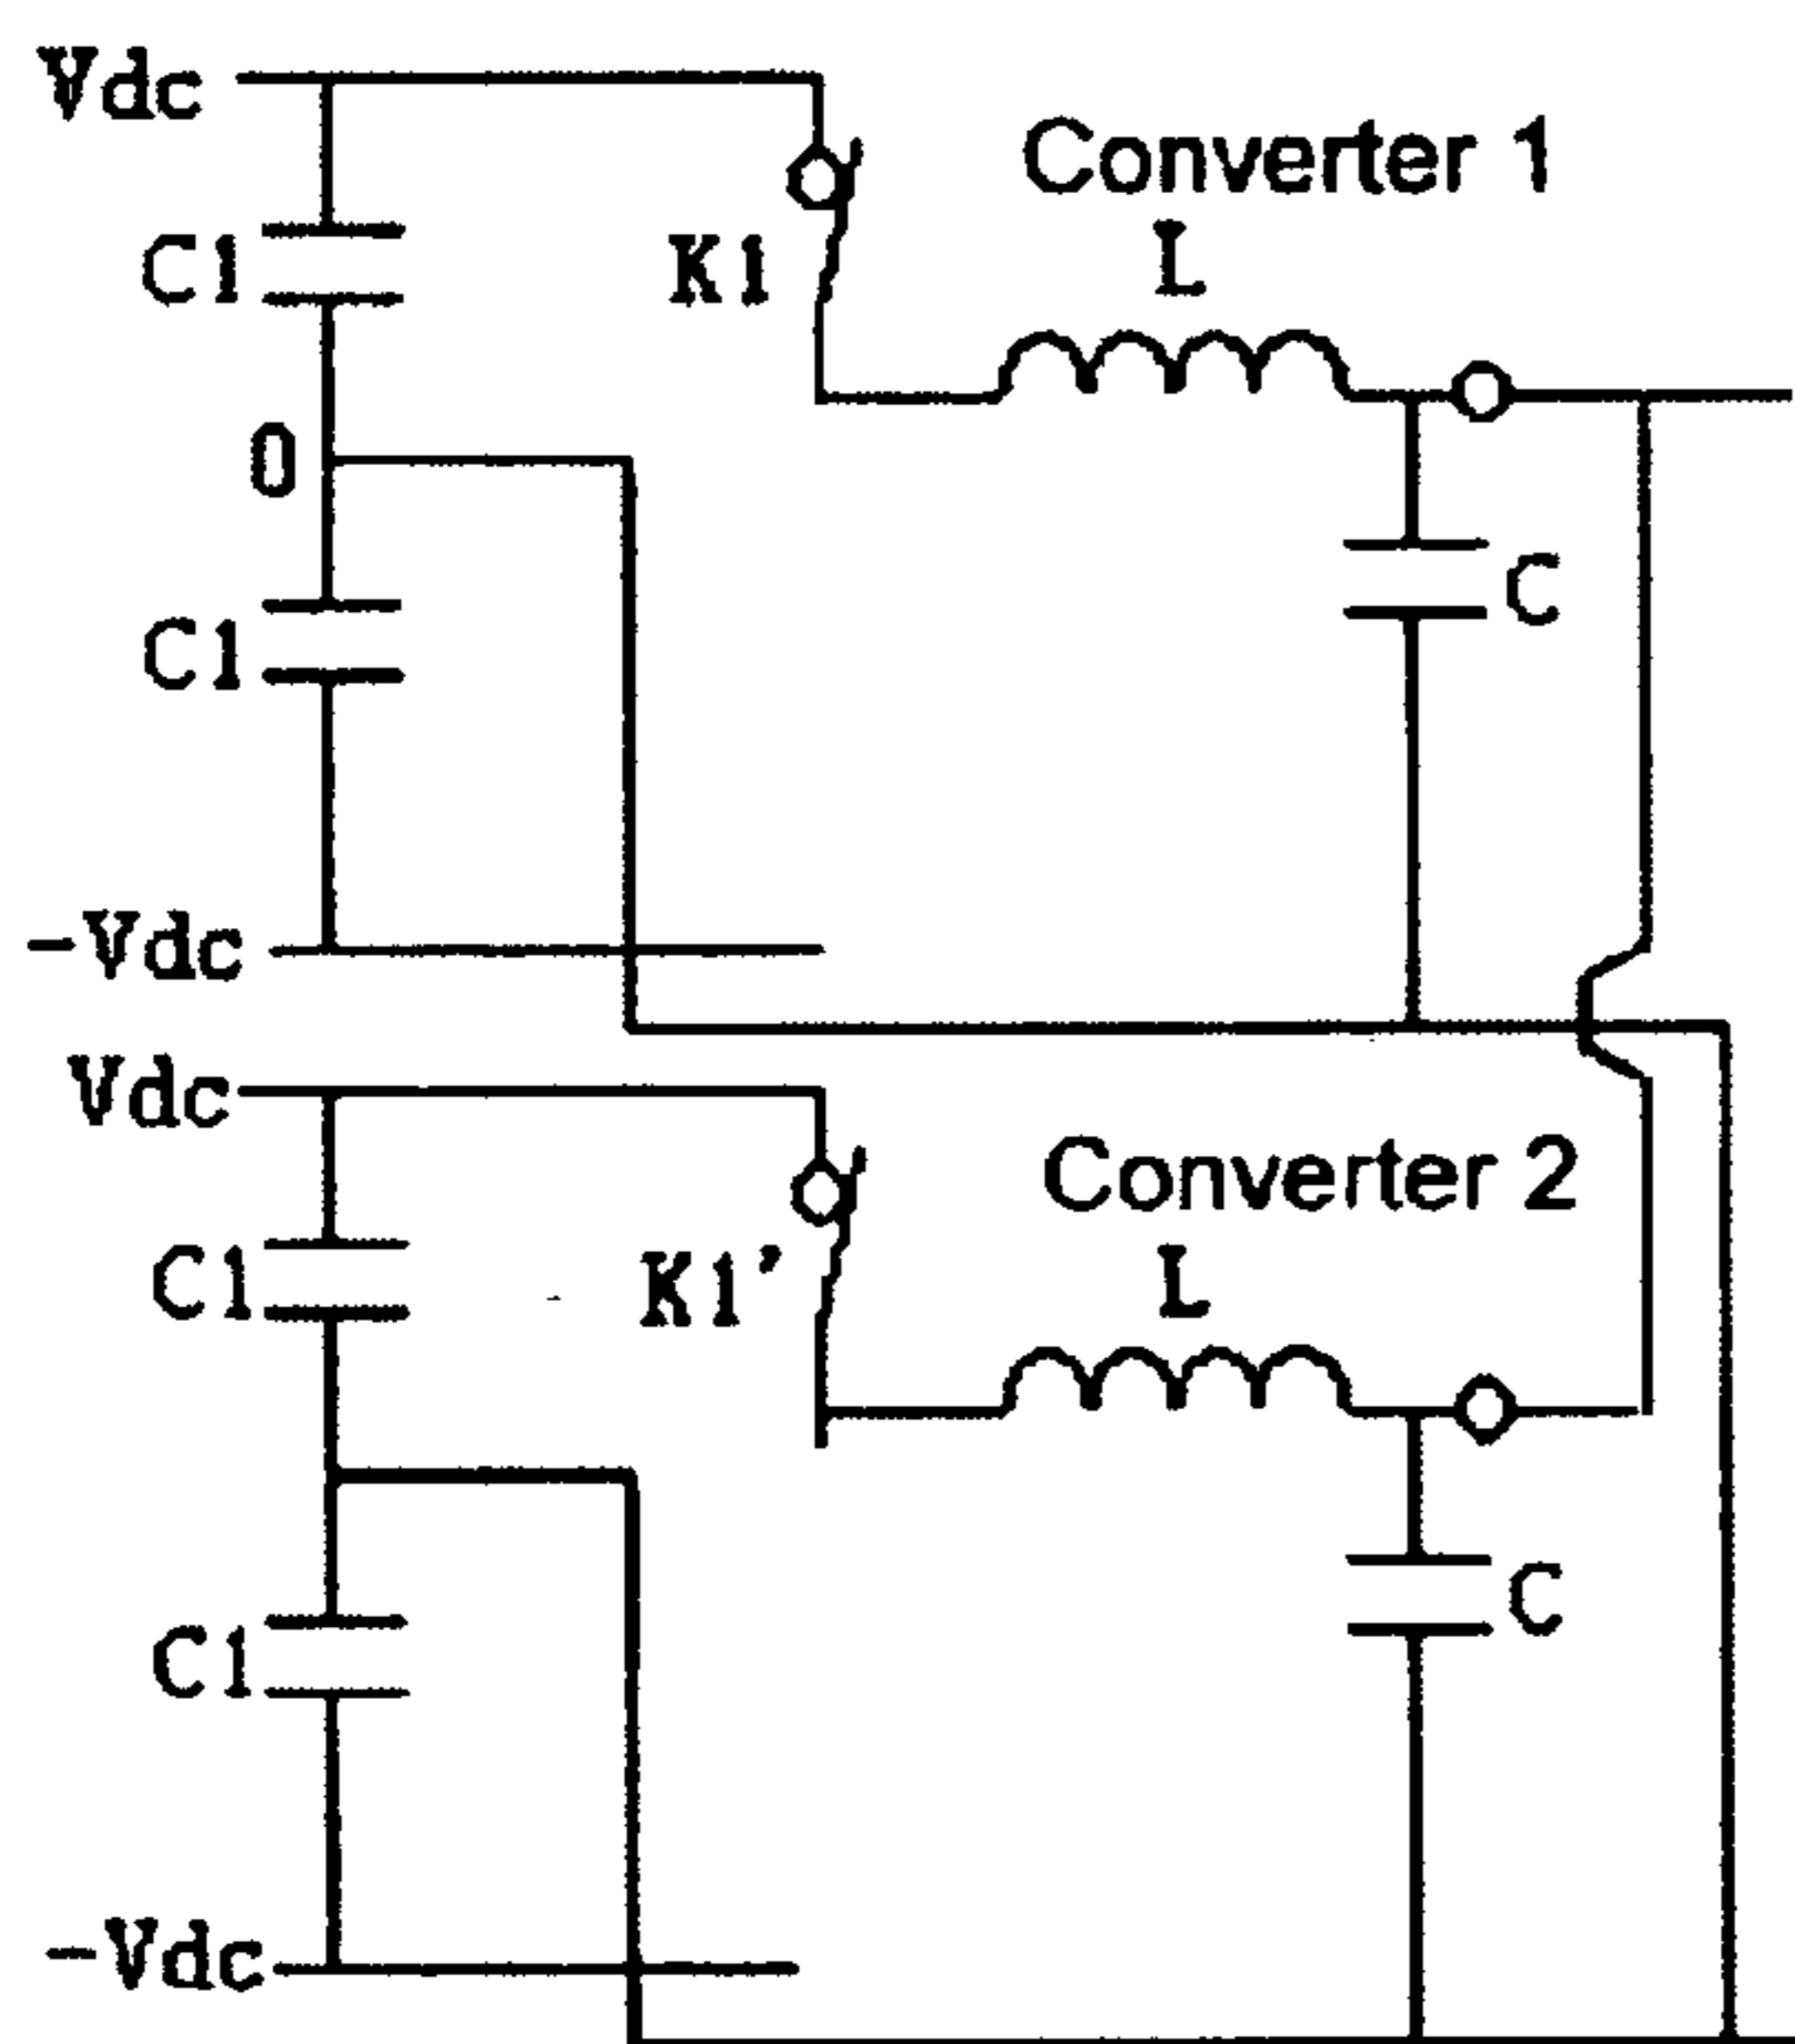 Vdc
Converter 1
C1
K1
L
0
C
C1
-Vdc
Vdc
Converter 2
C1
K1'
L
C
C1
-Vdc